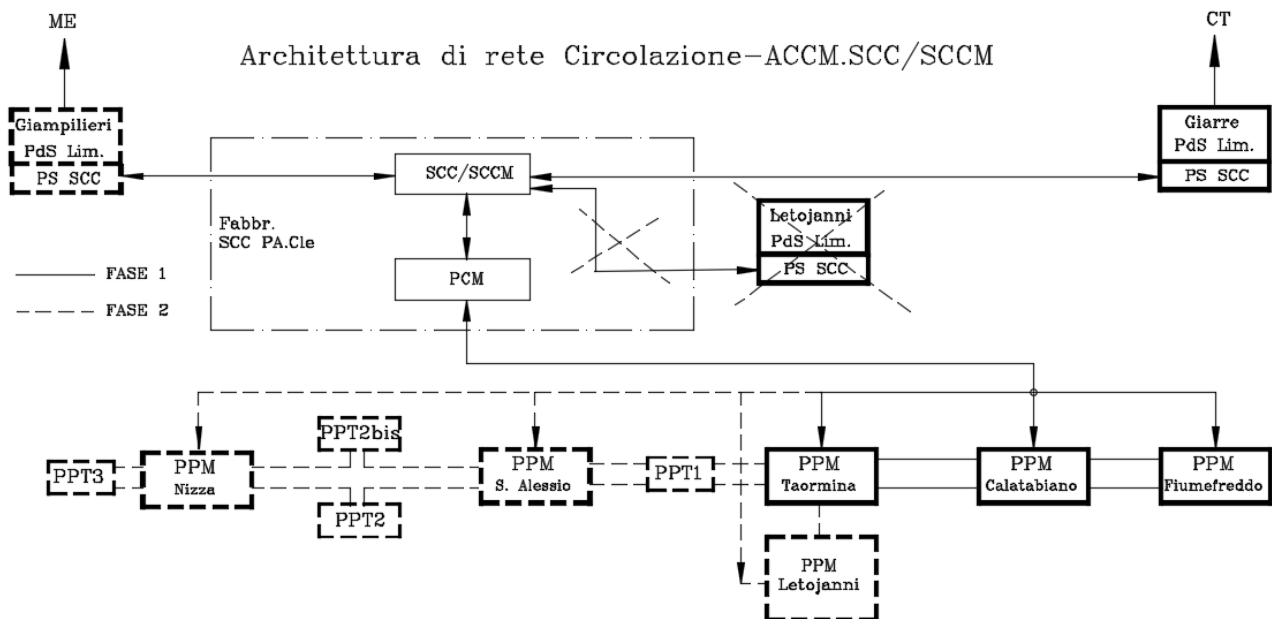 ME
CT
Architettura di rete Circolazione-ACCM.SCC/SCCM
Giampilieri
PdS Lim.
PS SCC
Giarre
PdS Lim.
PS SCC
SCC/SCCM
Fabbr.
SCC PA.Cle
Letojanni
PdS Lim.
PS SCC
PCM
FASE 1
FASE 2
PPT3
PPM
Nizza
PPT2bis
PPT2
PPM
S. Alessio
PPT1
PPM
Taormina
PPM
Calatabiano
PPM
Fiumefreddo
PPM
Letojanni